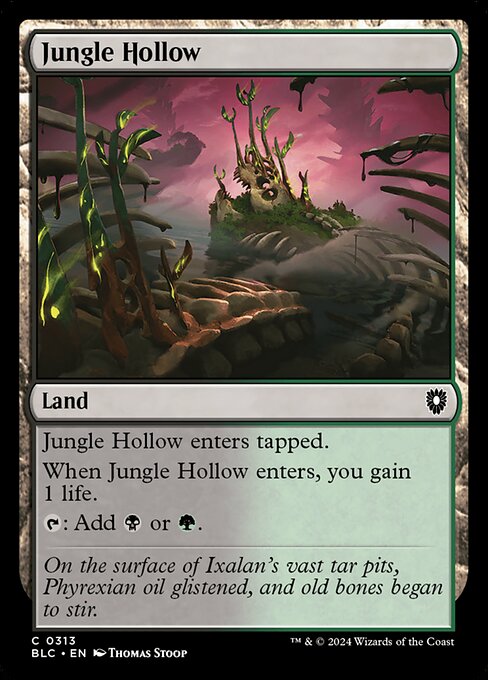 Jungle Hollow
Land
Jungle Hollow enters tapped.
When Jungle Hollow enters, you gain
1 life.
: Add or .
On the surface of Ixalan's vast tar pits,
Phyrexian oil glistened, and old bones began
to stir.
C 0313
BLC • EN Thomas Stoop
™ & © 2024 Wizards of the Coast